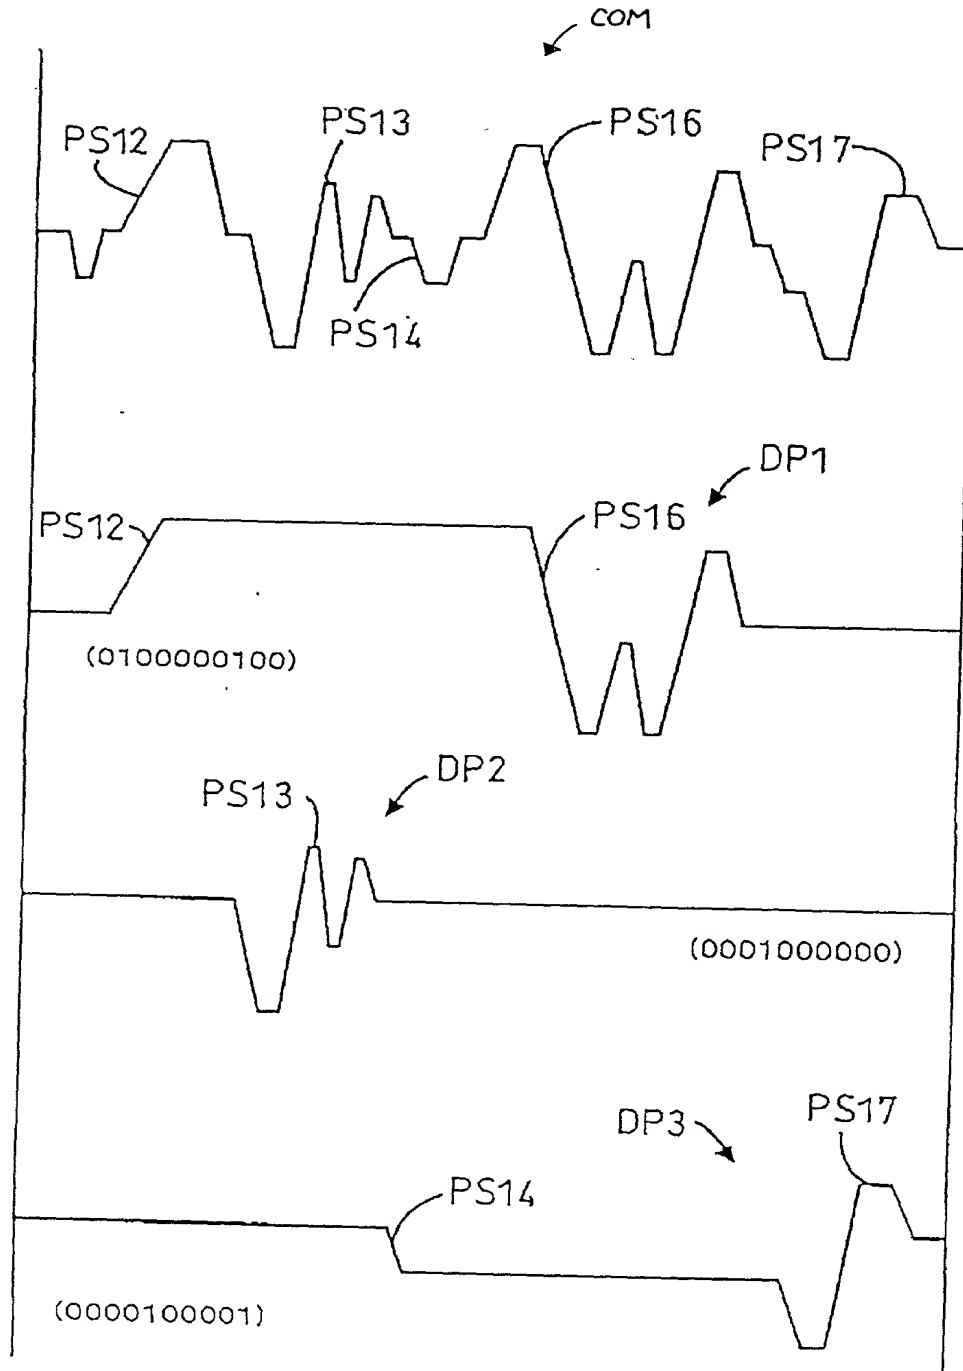 COM
PS12
PS13
PS16
PS17
PS14
DP1
PS12
PS16
(0100000100)
DP2
PS13
(0001000000)
DP3
PS17
PS14
(0000100001)